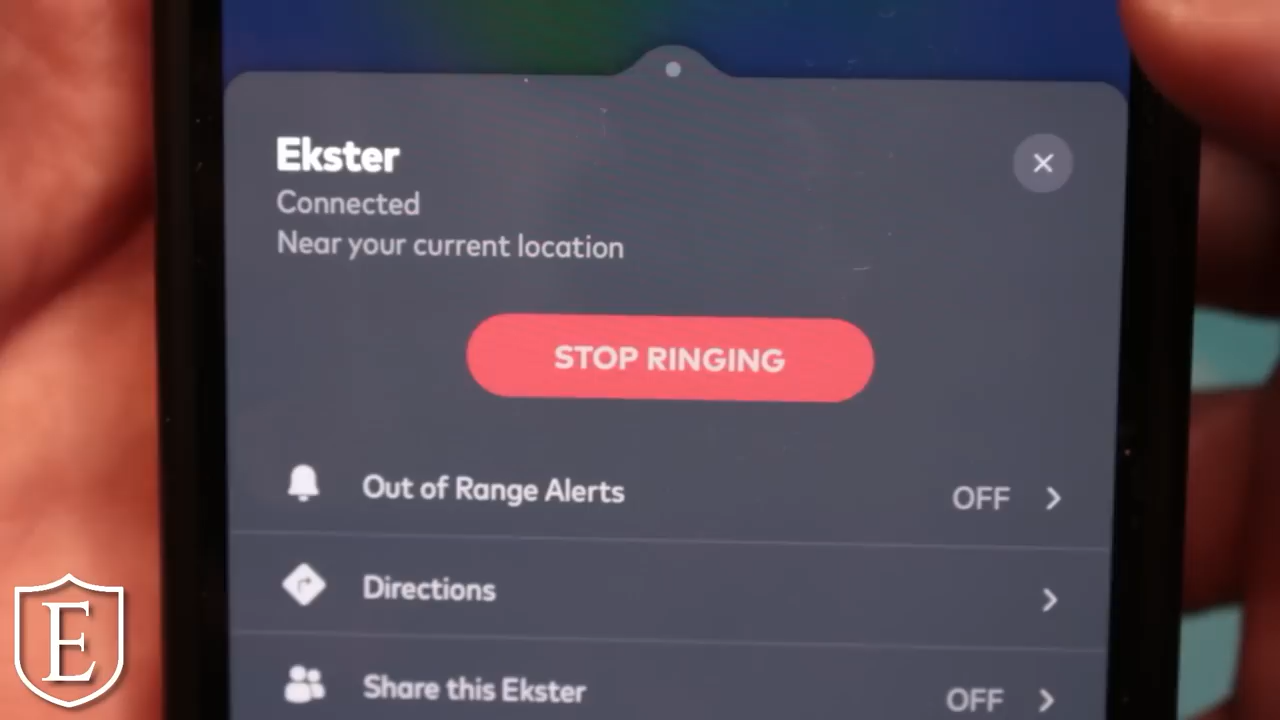 Ekster
Connected
Near your current location
STOP RINGING
Out of Range Alerts OFF
Directions
Share this Ekster OFF
E